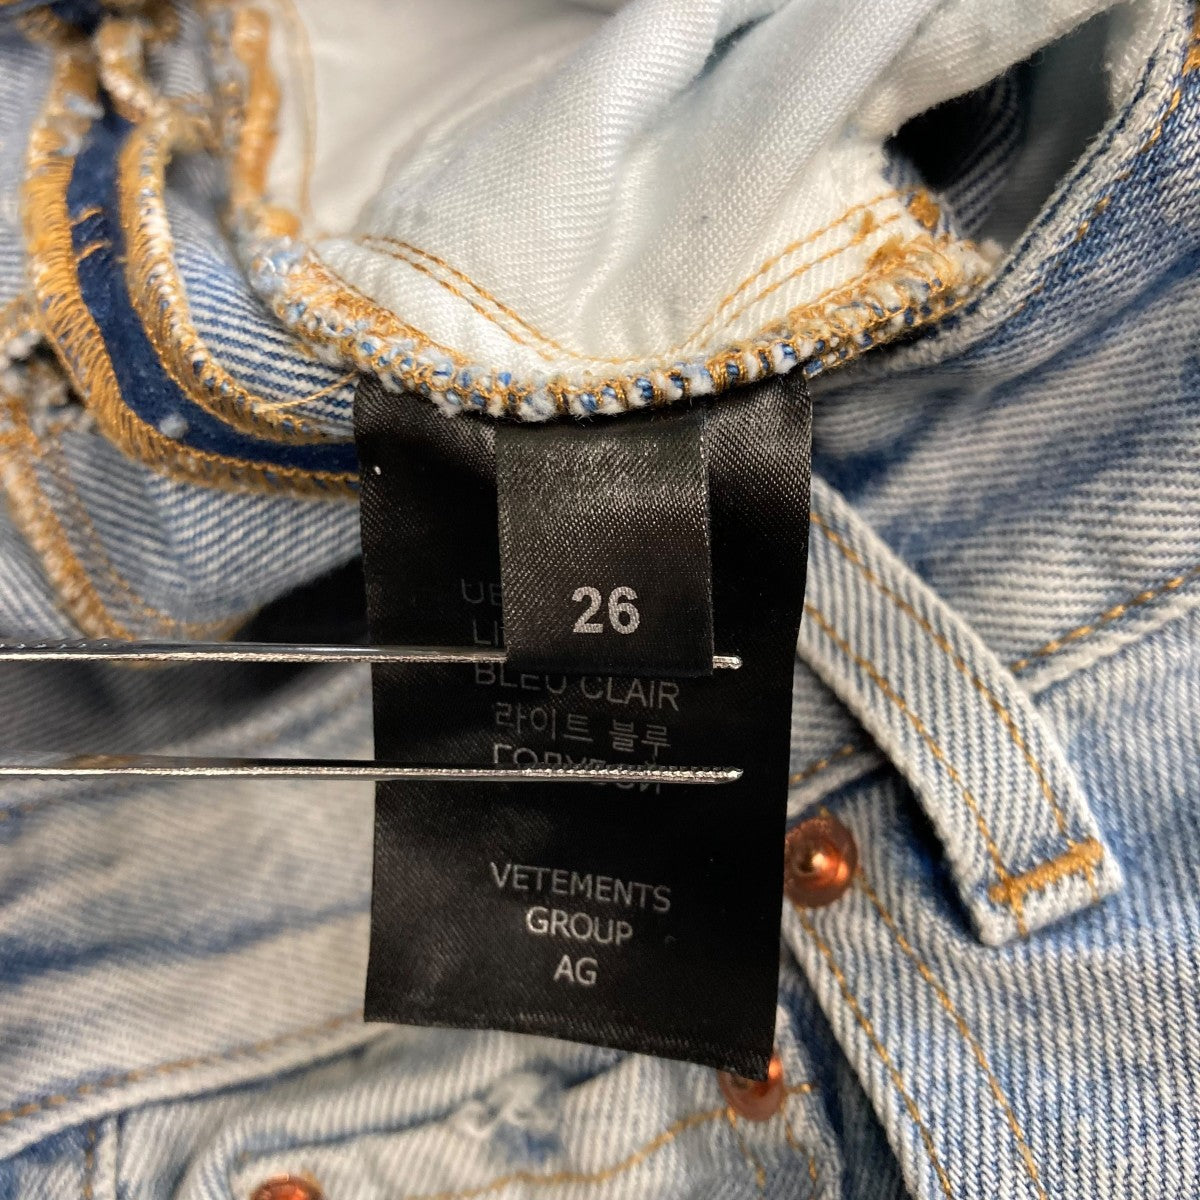 26
BLEU CLAIR
라이트 블루
VETEMENTS
GROUP
AG